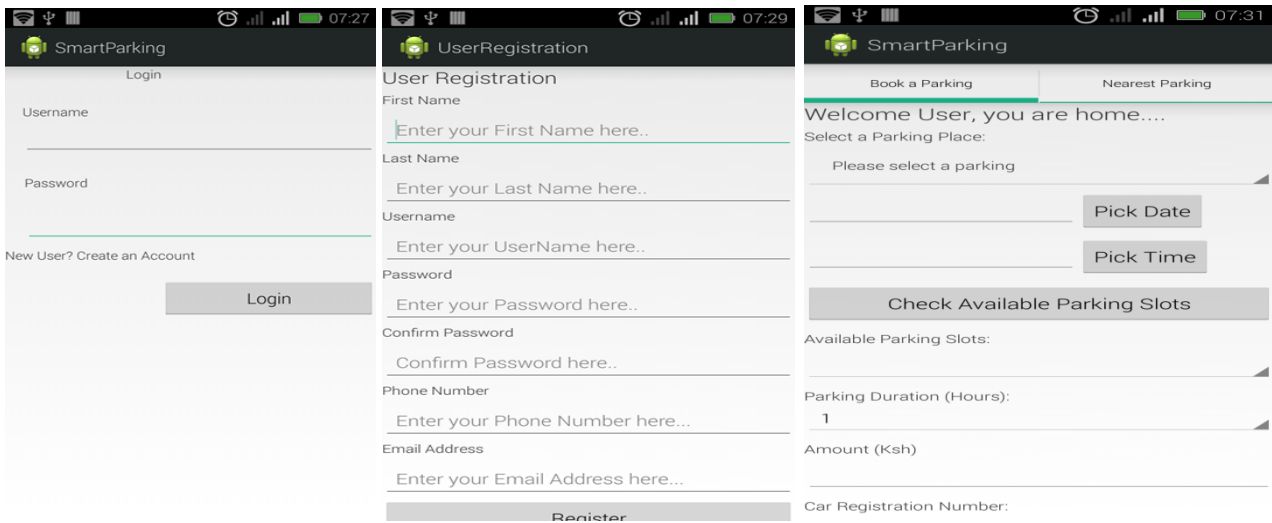 07:27
SmartParking
Login
Username
Password
New User? Create an Account
Login
07:29
UserRegistration
User Registration
First Name
Enter your First Name here..
Last Name
Enter your Last Name here..
Username
Enter your UserName here..
Password
Enter your Password here..
Confirm Password
Confirm Password here..
Phone Number
Enter your Phone Number here...
Email Address
Enter your Email Address here...
Register
07:31
SmartParking
Book a Parking
Nearest Parking
Welcome User, you are home....
Select a Parking Place:
Please select a parking
Pick Date
Pick Time
Check Available Parking Slots
Available Parking Slots:
Parking Duration (Hours):
1
Amount (Ksh)
Car Registration Number: